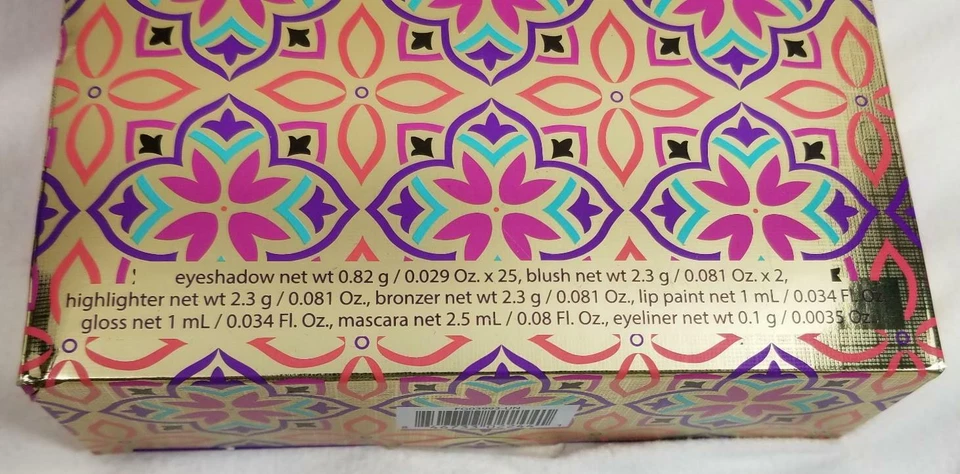 eyeshadow net wt 0.82 g / 0.029 Oz. x 25, blush net wt 2.3 g / 0.081 Oz. x 2,
highlighter net wt 2.3 g / 0.081 Oz., bronzer net wt 2.3 g / 0.081 Oz., lip paint net 1 mL / 0.034 Fl. Oz.,
gloss net 1 mL / 0.034 Fl. Oz., mascara net 2.5 mL / 0.08 Fl. Oz., eyeliner net wt 0.1 g / 0.0035 Oz.